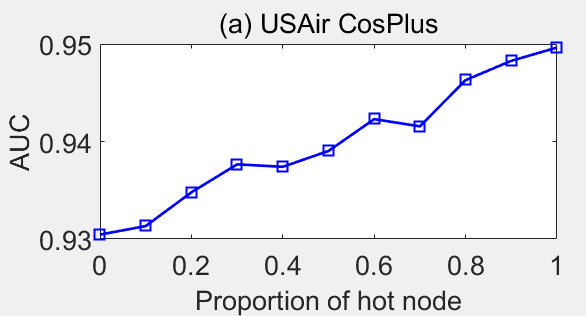 (a) USAir CosPlus
0.95
0.94
0.93
AUC
0 0.2 0.4 0.6 0.8 1
Proportion of hot node